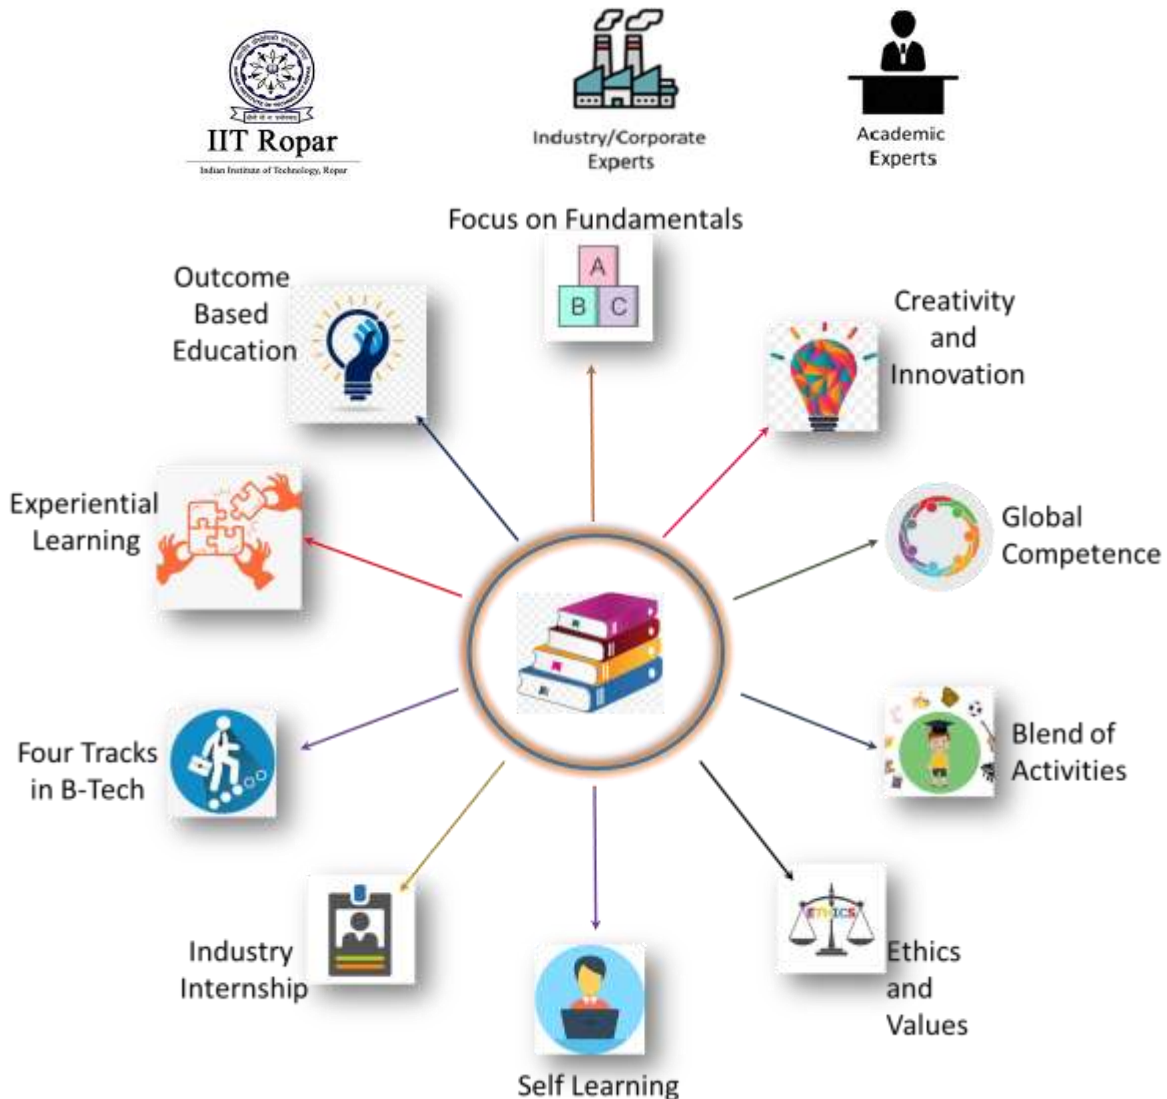 IIT Ropar
Indian Institute of Technology, Ropar
Industry/Corporate
Experts
Academic
Experts
Focus on Fundamentals
A
B C
Outcome
Based
Education
Creativity
and
Innovation
Experiential
Learning
Global
Competence
Four Tracks
in B-Tech
Blend of
Activities
Industry
Internship
ETHICS
Ethics
and
Values
Self Learning